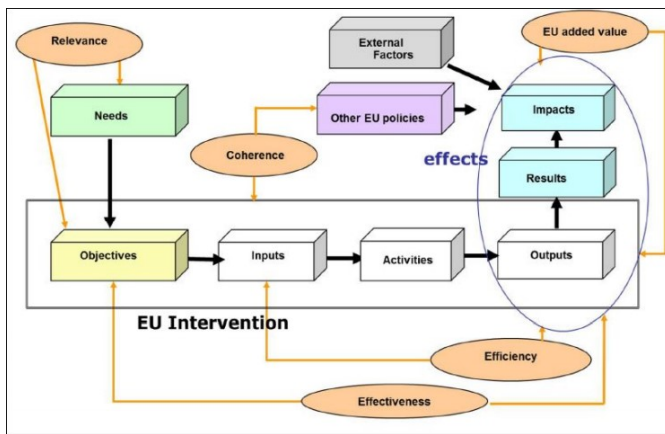 Relevance
EU added value
External
Factors
Needs
Other EU policies
Impacts
Coherence
effects
Results
Objectives
Inputs
Activities
Outputs
EU Intervention
Efficiency
Effectiveness